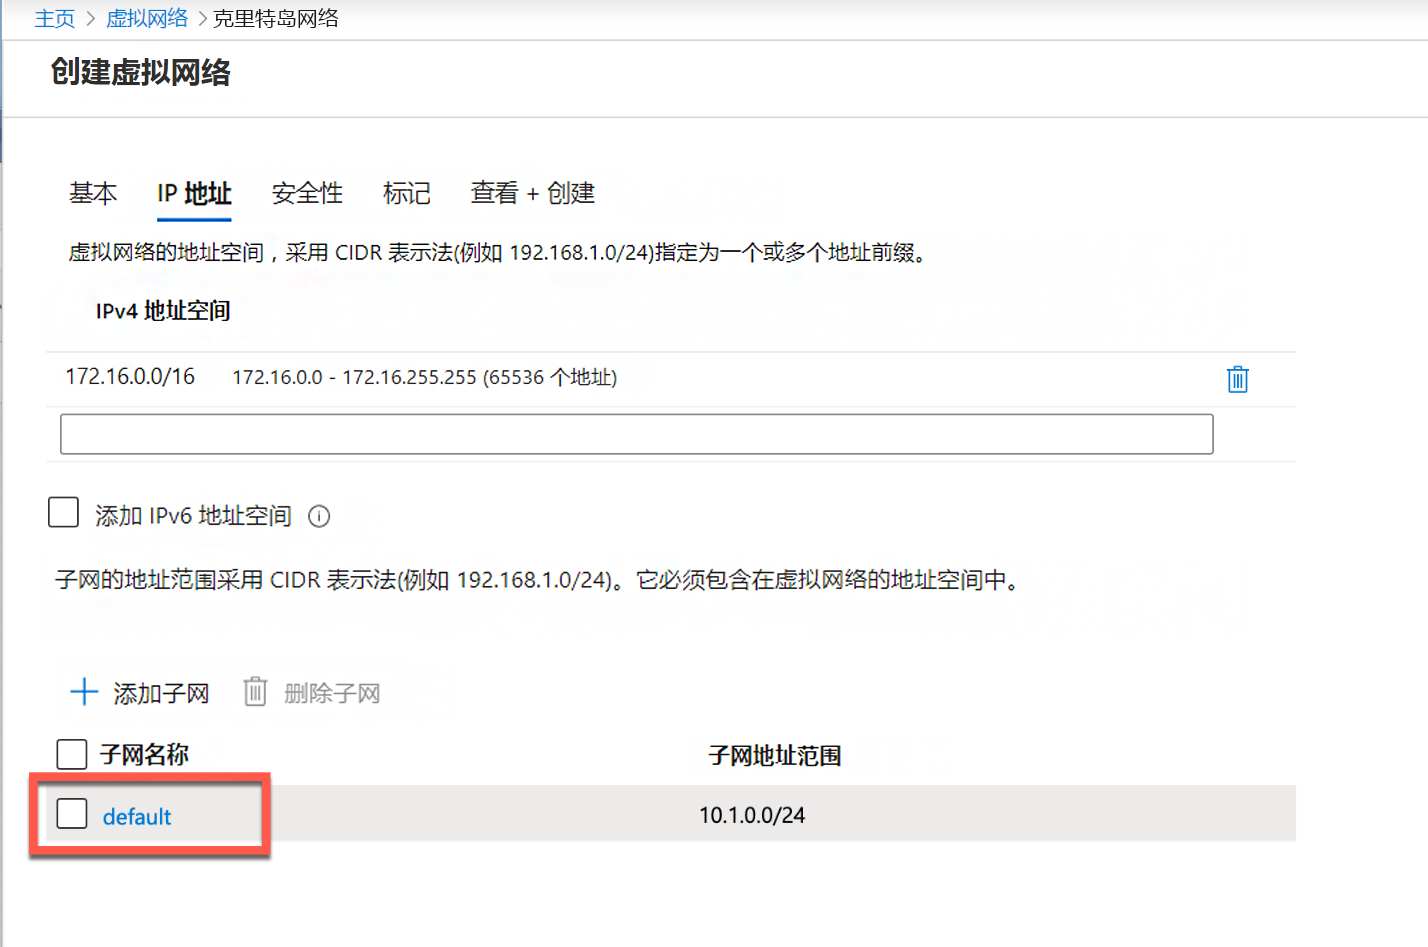 主页 > 虚拟网络 > 克里特岛网络
创建虚拟网络
基本 IP 地址 安全性 标记 查看 + 创建
虚拟网络的地址空间，采用 CIDR 表示法(例如 192.168.1.0/24)指定为一个或多个地址前缀。
IPv4 地址空间
172.16.0.0/16 172.16.0.0 - 172.16.255.255 (65536 个地址)
添加 IPv6 地址空间
子网的地址范围采用 CIDR 表示法(例如 192.168.1.0/24)。它必须包含在虚拟网络的地址空间中。
添加子网 删除子网
子网名称 子网地址范围
default 10.1.0.0/24